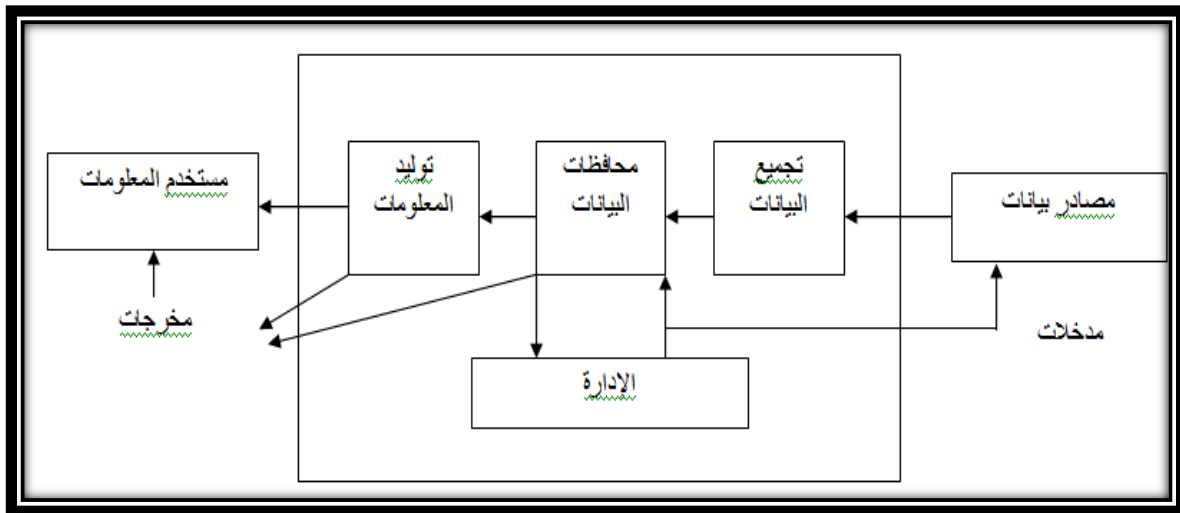 مصادر بيانات
تجميع
البيانات
محافظات
البيانات
توليد
المعلومات
مستخدم المعلومات
مدخلات
مخرجات
الإدارة